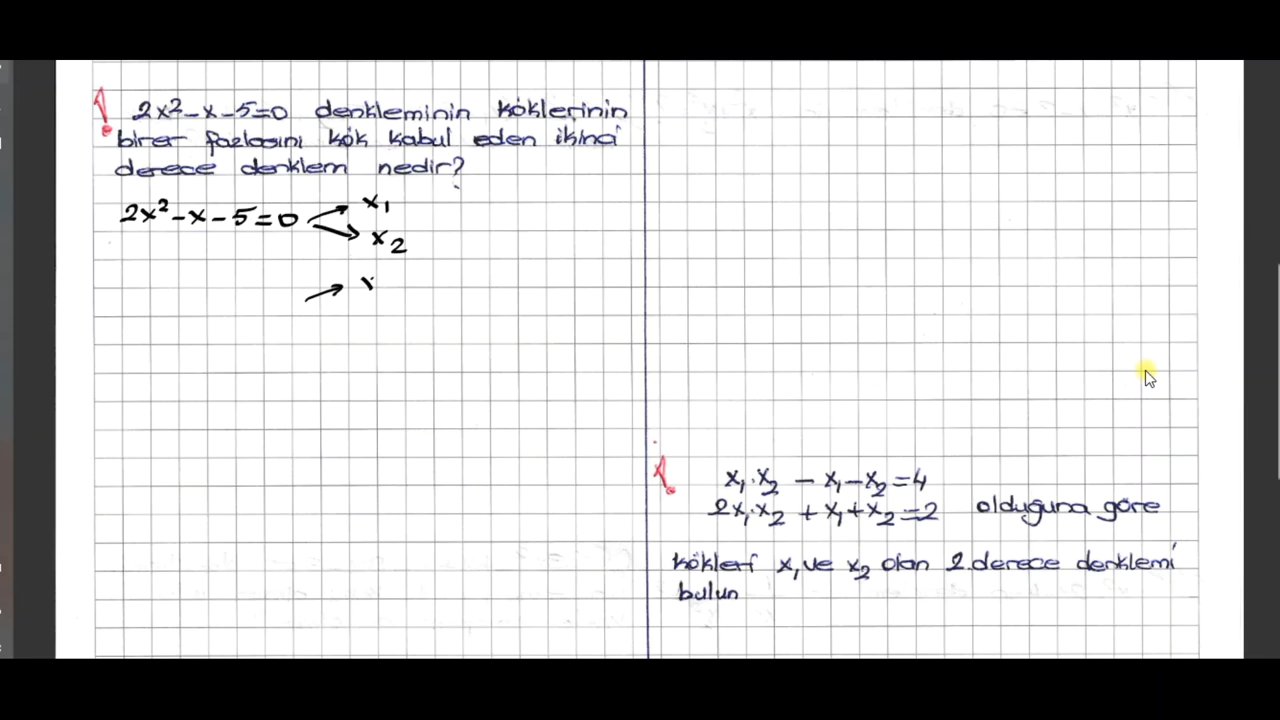 2x²-x-5=0 denkleminin köklerinin
birer fazlasını kök kabul eden ikinci
derece denklem nedir?
2x²-x-5=0 → x₁
→ x₂
→
x₁.x₂ - x₁-x₂=4
2x₁.x₂ + x₁+x₂=2 olduğuna göre
kökleri x₁ ve x₂ olan 2.derece denklemi
bulun